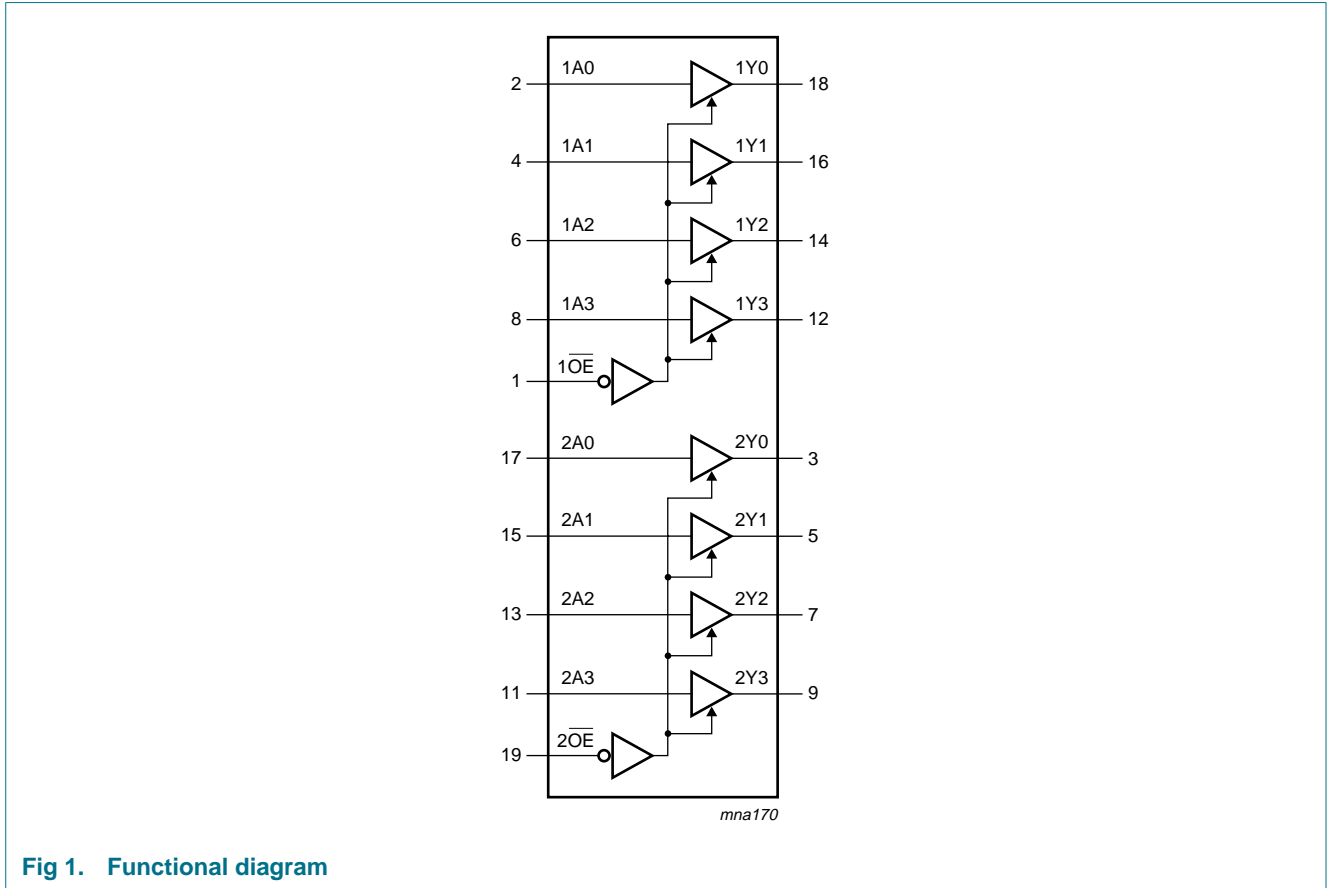 2 1A0 1Y0 18
4 1A1 1Y1 16
6 1A2 1Y2 14
8 1A3 1Y3 12
1 1O̅E̅
17 2A0 2Y0 3
15 2A1 2Y1 5
13 2A2 2Y2 7
11 2A3 2Y3 9
19 2O̅E̅
mna170
Fig 1. Functional diagram